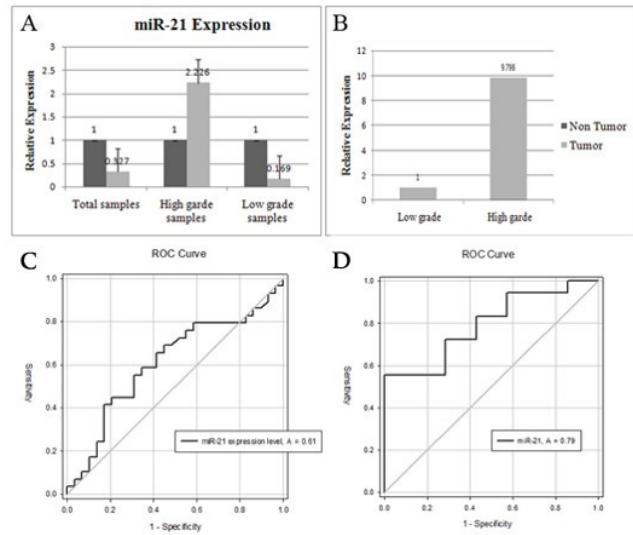 A
miR-21 Expression
Relative Expression
3
2.5
2
1.5
1
0.5
0
1
0.327
1
2.226
1
0.169
Total samples
High garde
samples
Low grade
samples
B
Relative Expression
12
10
8
6
4
2
0
1
9.798
Low grade
High garde
Non Tumor
Tumor
C
ROC Curve
Sensitivity
1.0
0.8
0.6
0.4
0.2
0.0
miR-21 expression level, A = 0.61
0.0 0.2 0.4 0.6 0.8 1.0
1 - Specificity
D
ROC Curve
Sensitivity
1.0
0.8
0.6
0.4
0.2
0.0
miR-21, A = 0.79
0.0 0.2 0.4 0.6 0.8 1.0
1 - Specificity